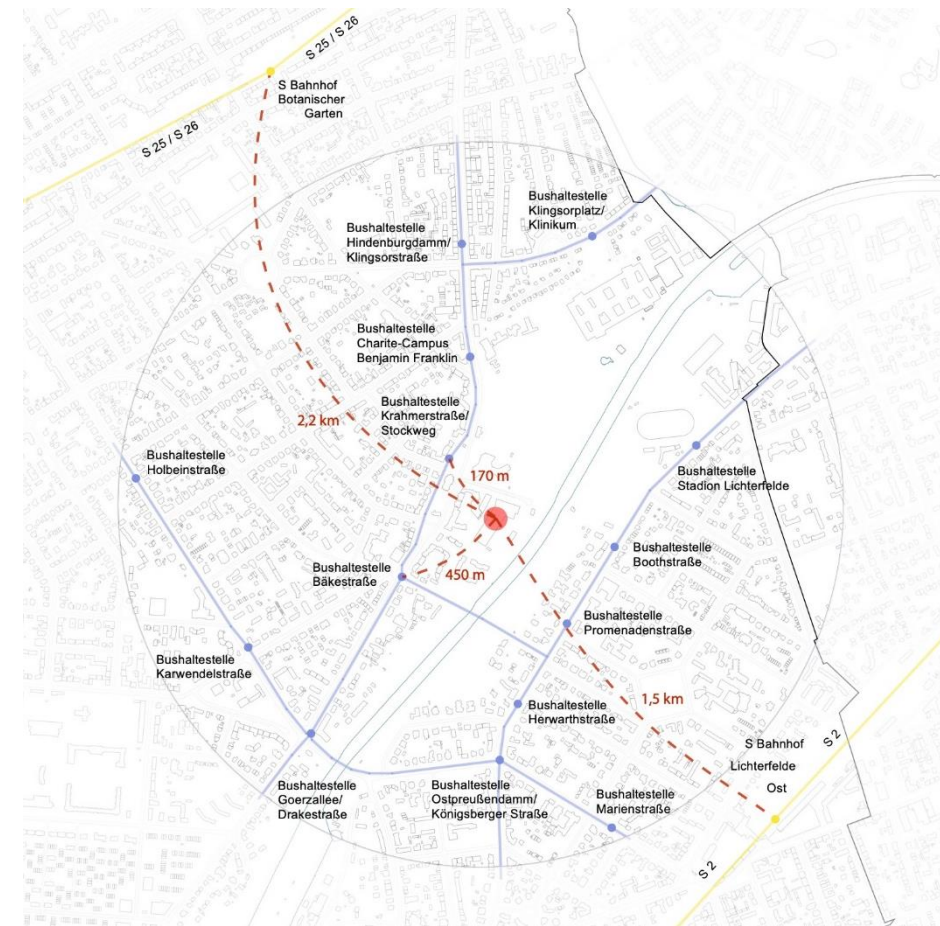 S 25 / S 26
S Bahnhof
Botanischer
Garten
S 25 / S 26
Bushaltestelle
Klingsorplatz/
Klinikum
Bushaltestelle
Hindenburgdamm/
Klingsorstraße
Bushaltestelle
Charite-Campus
Benjamin Franklin
Bushaltestelle
Krahmerstraße/
Stockweg
2,2 km
Bushaltestelle
Holbeinstraße
170 m
Bushaltestelle
Stadion Lichterfelde
Bushaltestelle
Boothstraße
Bushaltestelle
Bäkestraße
450 m
Bushaltestelle
Promenadenstraße
Bushaltestelle
Karwendelstraße
1,5 km
Bushaltestelle
Herwarthstraße
S Bahnhof
Lichterfelde
Ost
S 2
Bushaltestelle
Goerzallee/
Drakestraße
Bushaltestelle
Ostpreußendamm/
Königsberger Straße
Bushaltestelle
Marienstraße
S 2